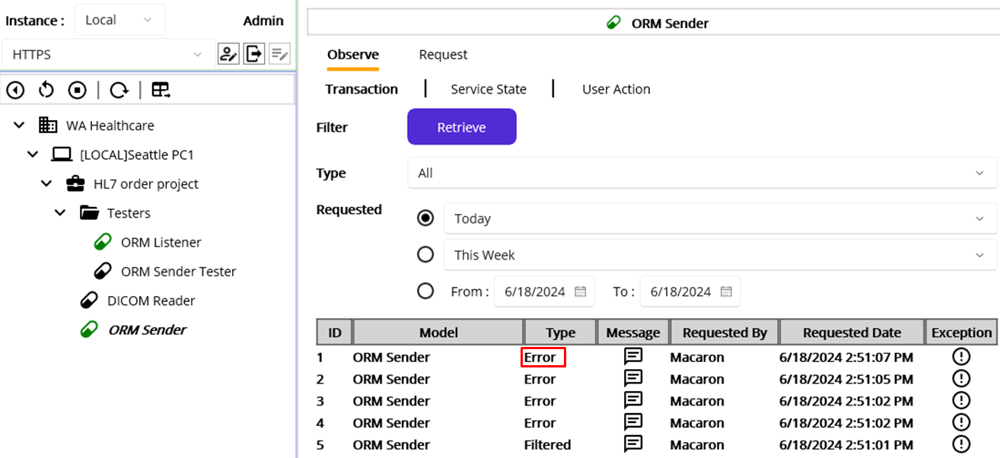 Instance : Local Admin
HTTPS
WA Healthcare
[LOCAL]Seattle PC1
HL7 order project
Testers
ORM Listener
ORM Sender Tester
DICOM Reader
ORM Sender
ORM Sender
Observe Request
Transaction | Service State | User Action
Filter Retrieve
Type All
Requested Today
This Week
From : 6/18/2024 To : 6/18/2024
ID Model Type Message Requested By Requested Date Exception
1 ORM Sender Error Macaron 6/18/2024 2:51:07 PM
2 ORM Sender Error Macaron 6/18/2024 2:51:05 PM
3 ORM Sender Error Macaron 6/18/2024 2:51:02 PM
4 ORM Sender Error Macaron 6/18/2024 2:51:02 PM
5 ORM Sender Filtered Macaron 6/18/2024 2:51:01 PM